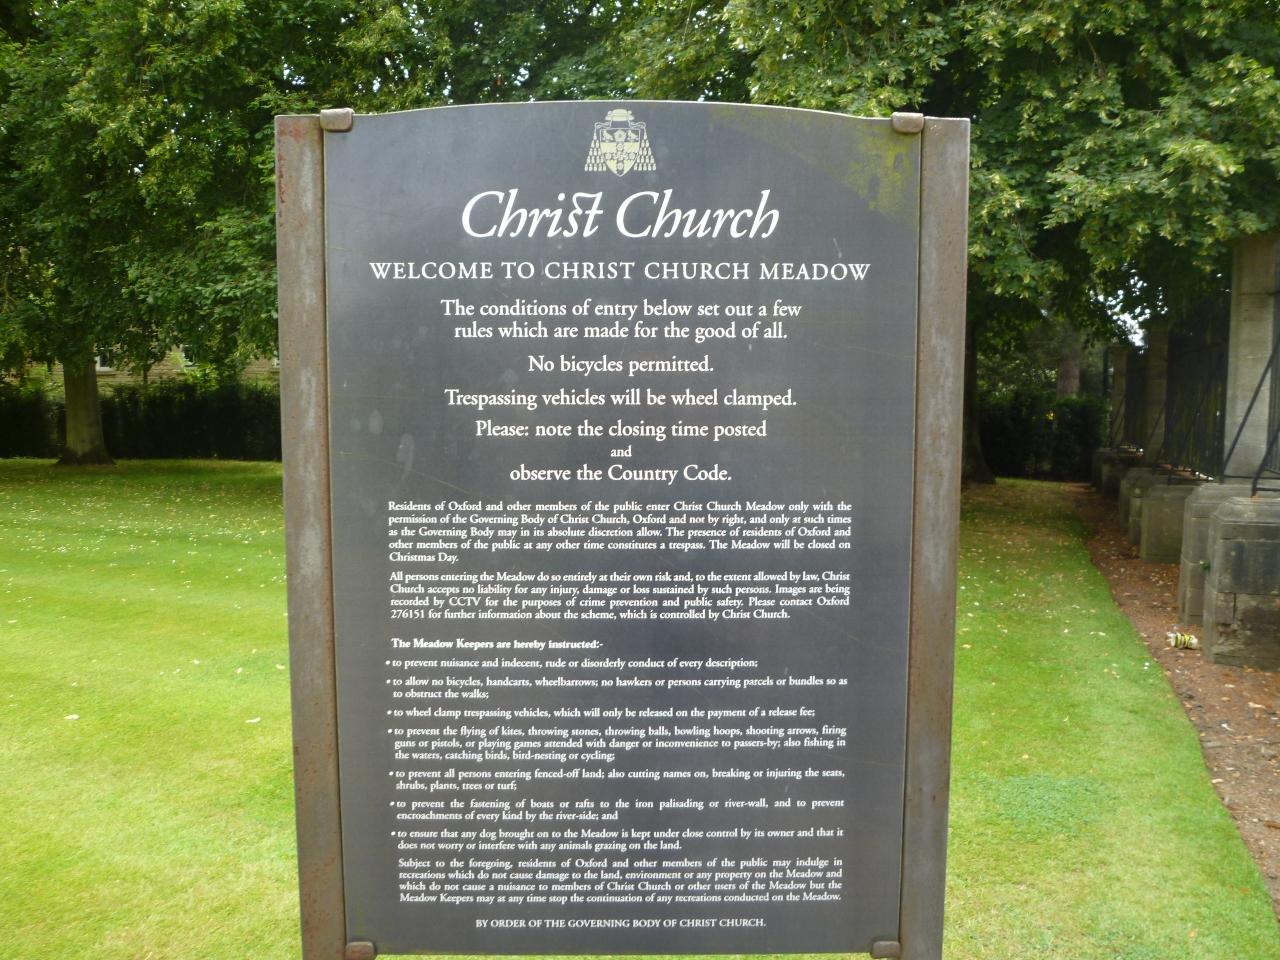 Christ Church
WELCOME TO CHRIST CHURCH MEADOW
The conditions of entry below set out a few
rules which are made for the good of all.
No bicycles permitted.
Trespassing vehicles will be wheel clamped.
Please: note the closing time posted
and
observe the Country Code.
Residents of Oxford and other members of the public enter Christ Church Meadow only with the
permission of the Governing Body of Christ Church, Oxford and not by right, and only at such times
as the Governing Body may in its absolute discretion allow. The presence of residents of Oxford and
other members of the public at any other time constitutes a trespass. The Meadow will be closed on
Christmas Day.
All persons entering the Meadow do so entirely at their own risk and, to the extent allowed by law, Christ
Church accepts no liability for any injury, damage or loss sustained by such persons. Images are being
recorded by CCTV for the purposes of crime prevention and public safety. Please contact Oxford
276151 for further information about the scheme, which is controlled by Christ Church.
The Meadow Keepers are hereby instructed:-
• to prevent nuisance and indecent, rude or disorderly conduct of every description;
• to allow no bicycles, handcarts, wheelbarrows; no hawkers or persons carrying parcels or bundles so as
to obstruct the walks;
• to wheel clamp trespassing vehicles, which will only be released on the payment of a release fee;
• to prevent the flying of kites, throwing stones, throwing balls, bowling hoops, shooting arrows, firing
guns or pistols, or playing games attended with danger or inconvenience to passers-by; also fishing in
the waters, catching birds, bird-nesting or cycling;
• to prevent all persons entering fenced-off land; also cutting names on, breaking or injuring the seats,
shrubs, plants, trees or turf;
• to prevent the fastening of boats or rafts to the iron palisading or river-wall, and to prevent
encroachments of every kind by the river-side; and
• to ensure that any dog brought on to the Meadow is kept under close control by its owner and that it
does not worry or interfere with any animals grazing on the land.
Subject to the foregoing, residents of Oxford and other members of the public may indulge in
recreations which do not cause damage to the land, environment or any property on the Meadow and
which do not cause a nuisance to members of Christ Church or other users of the Meadow but the
Meadow Keepers may at any time stop the continuation of any recreations conducted on the Meadow.
BY ORDER OF THE GOVERNING BODY OF CHRIST CHURCH.